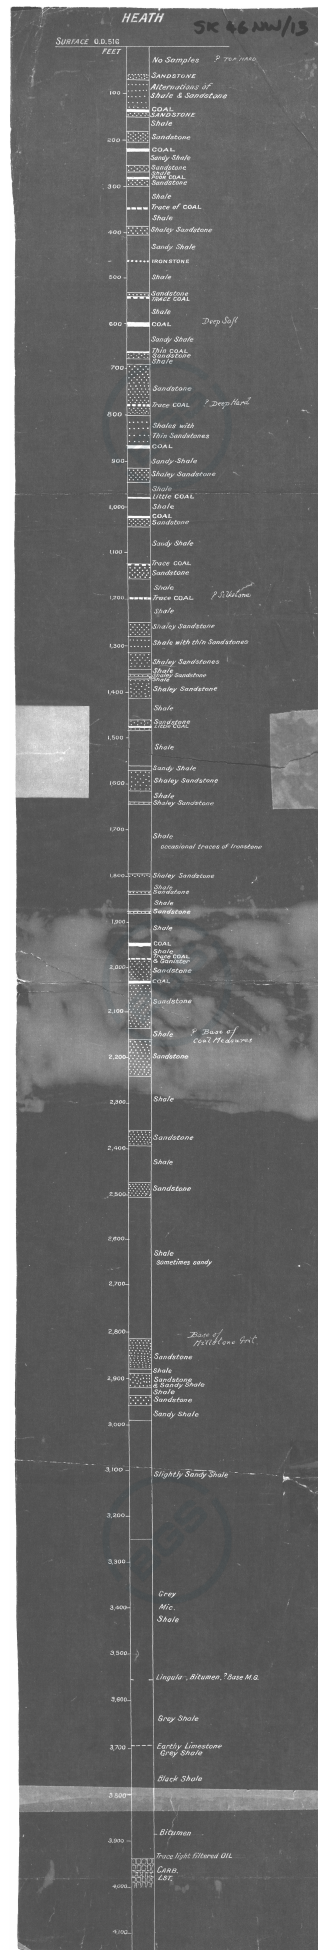 HEATH
SK 46 NW/13
SURFACE O.D. 516
FEET
No Samples ? TOP HARD
SANDSTONE
Alternations of
Shale & Sandstone
100
COAL
SANDSTONE
Shale
Sandstone
200
COAL
Sandy Shale
Sandstone
Shale
POOR COAL
Sandstone
300
Shale
Trace of COAL
Shale
Shaley Sandstone
400
Sandy Shale
IRONSTONE
Shale
500
Sandstone
TRACE COAL
Shale
600
COAL Deep Soft
Sandy Shale
Thin COAL
Sandstone
Shale
700
Sandstone
Trace COAL ? Deep Hard
800
Shales with
Thin Sandstones
COAL
900
Sandy-Shale
Shaley Sandstone
Shale
Little COAL
1,000
Shale
COAL
Sandstone
Sandy Shale
1,100
Trace COAL
Sandstone
Shale
1,200
Trace COAL ? Silkstone
Shale
Shaley Sandstone
1,300
Shale with thin Sandstones
Shaley Sandstones
Shale
Shaley Sandstone
Shale
Shaley Sandstone
1,400
Shale
Sandstone
LITTLE COAL
1,500
Shale
Sandy Shale
Shaley Sandstone
1,600
Shale
Shaley Sandstone
1,700
Shale
occasional traces of Ironstone
1,800
Shaley Sandstone
Shale
Sandstone
Shale
Sandstone
1,900
Shale
COAL
Shale
Trace COAL
& Ganister
2,000
Sandstone
COAL
Sandstone
2,100
Shale ? Base of
Coal Measures
2,200
Sandstone
2,300
Shale
Sandstone
2,400
Shale
Sandstone
2,500
2,600
Shale
Sometimes sandy
2,700
2,800
Base of
Millstone Grit.
Sandstone
Shale
2,900
Sandstone
& Sandy Shale
Shale
Sandstone
Sandy Shale
3,000
3,100
Slightly Sandy Shale
3,200
3,300
Grey
3,400
Mic.
Shale
3,500
Lingula, Bitumen, ? Base M.G.
3,600
Grey Shale
3,700
Earthy Limestone
Grey Shale
Black Shale
3,800
Bitumen
3,900
Trace light filtered OIL
CARB.
LST.
4,000
4,100